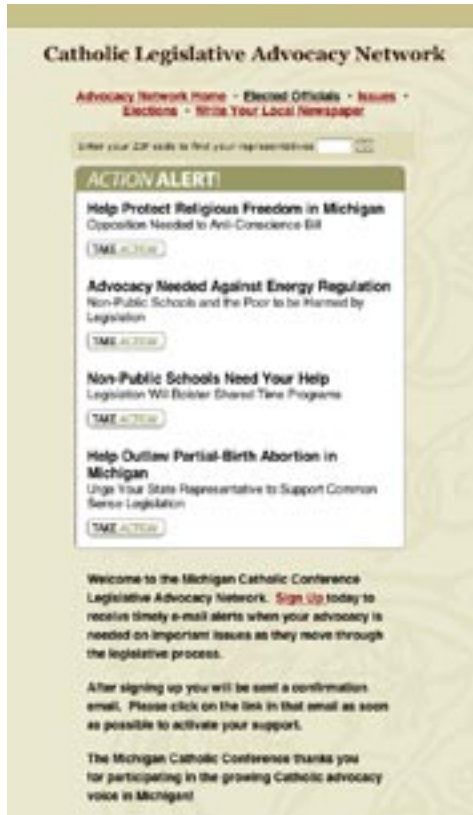 Catholic Legislative Advocacy Network
Advocacy Network Home - Elected Officials - Issues -
Elections - Write Your Local Newspaper
Enter your ZIP code to find your representatives
ACTION ALERT!
Help Protect Religious Freedom in Michigan
Opposition Needed to Anti-Conscience Bill
TAKE ACTION
Advocacy Needed Against Energy Regulation
Non-Public Schools and the Poor to be Harmed by
Legislation
TAKE ACTION
Non-Public Schools Need Your Help
Legislation Will Bolster Shared Time Programs
TAKE ACTION
Help Outlaw Partial-Birth Abortion in
Michigan
Urge Your State Representative to Support Common
Sense Legislation
TAKE ACTION
Welcome to the Michigan Catholic Conference
Legislative Advocacy Network. Sign Up today to
receive timely e-mail alerts when your advocacy is
needed on important issues as they move through
the legislative process.
After signing up you will be sent a confirmation
email. Please click on the link in that email as soon
as possible to activate your support.
The Michigan Catholic Conference thanks you
for participating in the growing Catholic advocacy
voice in Michigan!